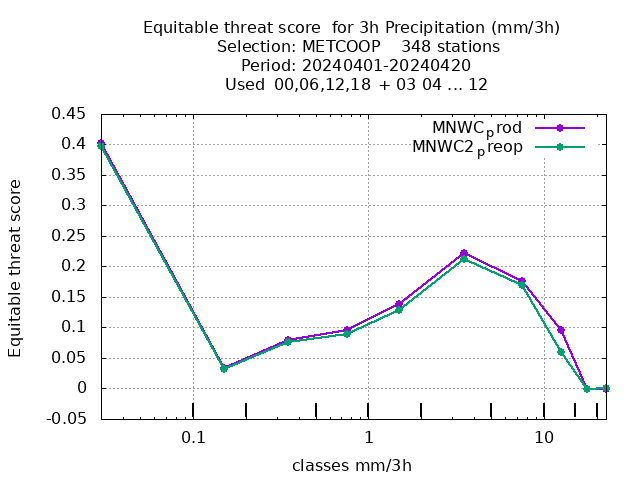 Equitable threat score  for 3h Precipitation (mm/3h)
Selection: METCOOP    348 stations
Period: 20240401-20240420
Used  00,06,12,18 + 03 04 ... 12
0.45
0.4
0.35
0.3
0.25
0.2
0.15
0.1
0.05
0
-0.05
Equitable threat score
MNWCprod
MNWC2preop
0.1
1
10
classes mm/3h